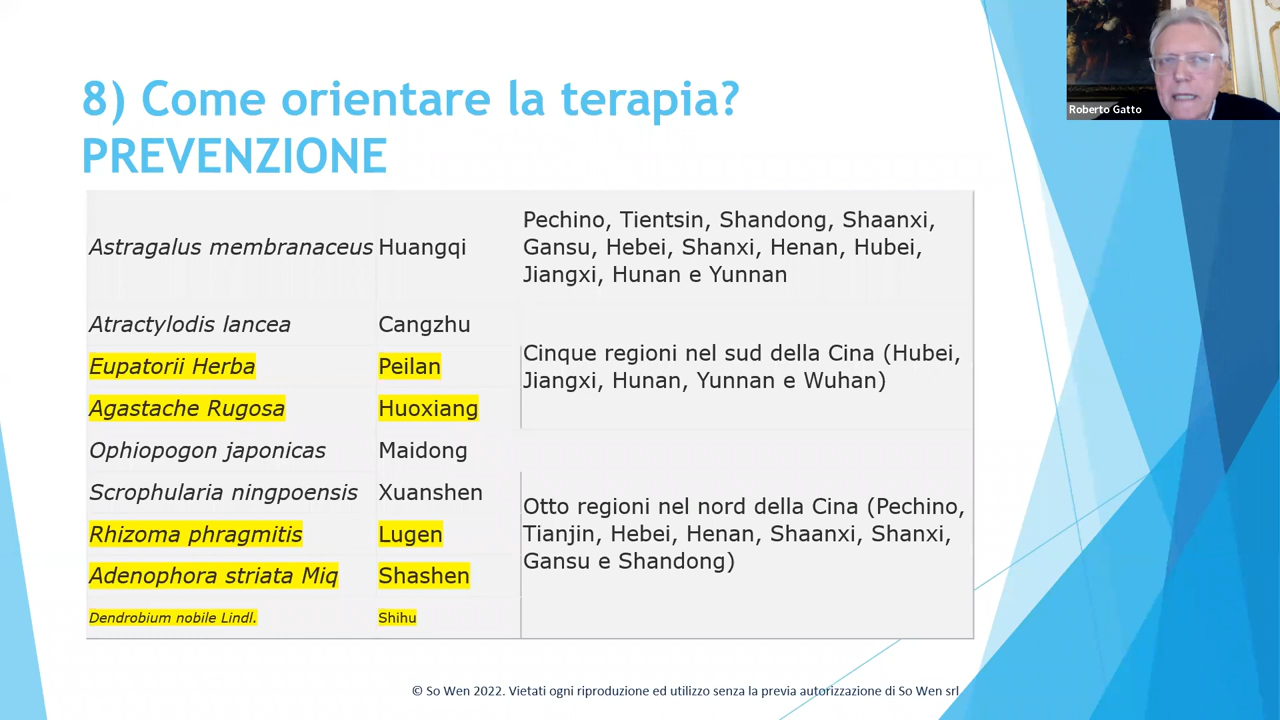 Roberto Gatto
8) Come orientare la terapia?
PREVENZIONE
Astragalus membranaceus Huangqi
Pechino, Tientsin, Shandong, Shaanxi,
Gansu, Hebei, Shanxi, Henan, Hubei,
Jiangxi, Hunan e Yunnan
Atractylodis lancea Cangzhu
Eupatorii Herba Peilan
Agastache Rugosa Huoxiang
Cinque regioni nel sud della Cina (Hubei,
Jiangxi, Hunan, Yunnan e Wuhan)
Ophiopogon japonicas Maidong
Scrophularia ningpoensis Xuanshen
Rhizoma phragmitis Lugen
Adenophora striata Miq Shashen
Dendrobium nobile Lindl. Shihu
Otto regioni nel nord della Cina (Pechino,
Tianjin, Hebei, Henan, Shaanxi, Shanxi,
Gansu e Shandong)
© So Wen 2022. Vietati ogni riproduzione ed utilizzo senza la previa autorizzazione di So Wen srl